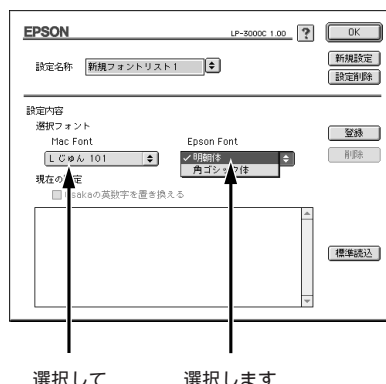 EPSON
LP-3000C 1.00 ? OK
設定名称 新規フォントリスト1 新規設定
設定削除
設定内容
選択フォント
Mac Font Epson Font 登録
Lじゅん 101 ✓明朝体 削除
角ゴシック体
現在の設定
Osakaの英数字を置き換える
標準読込
選択して 選択します